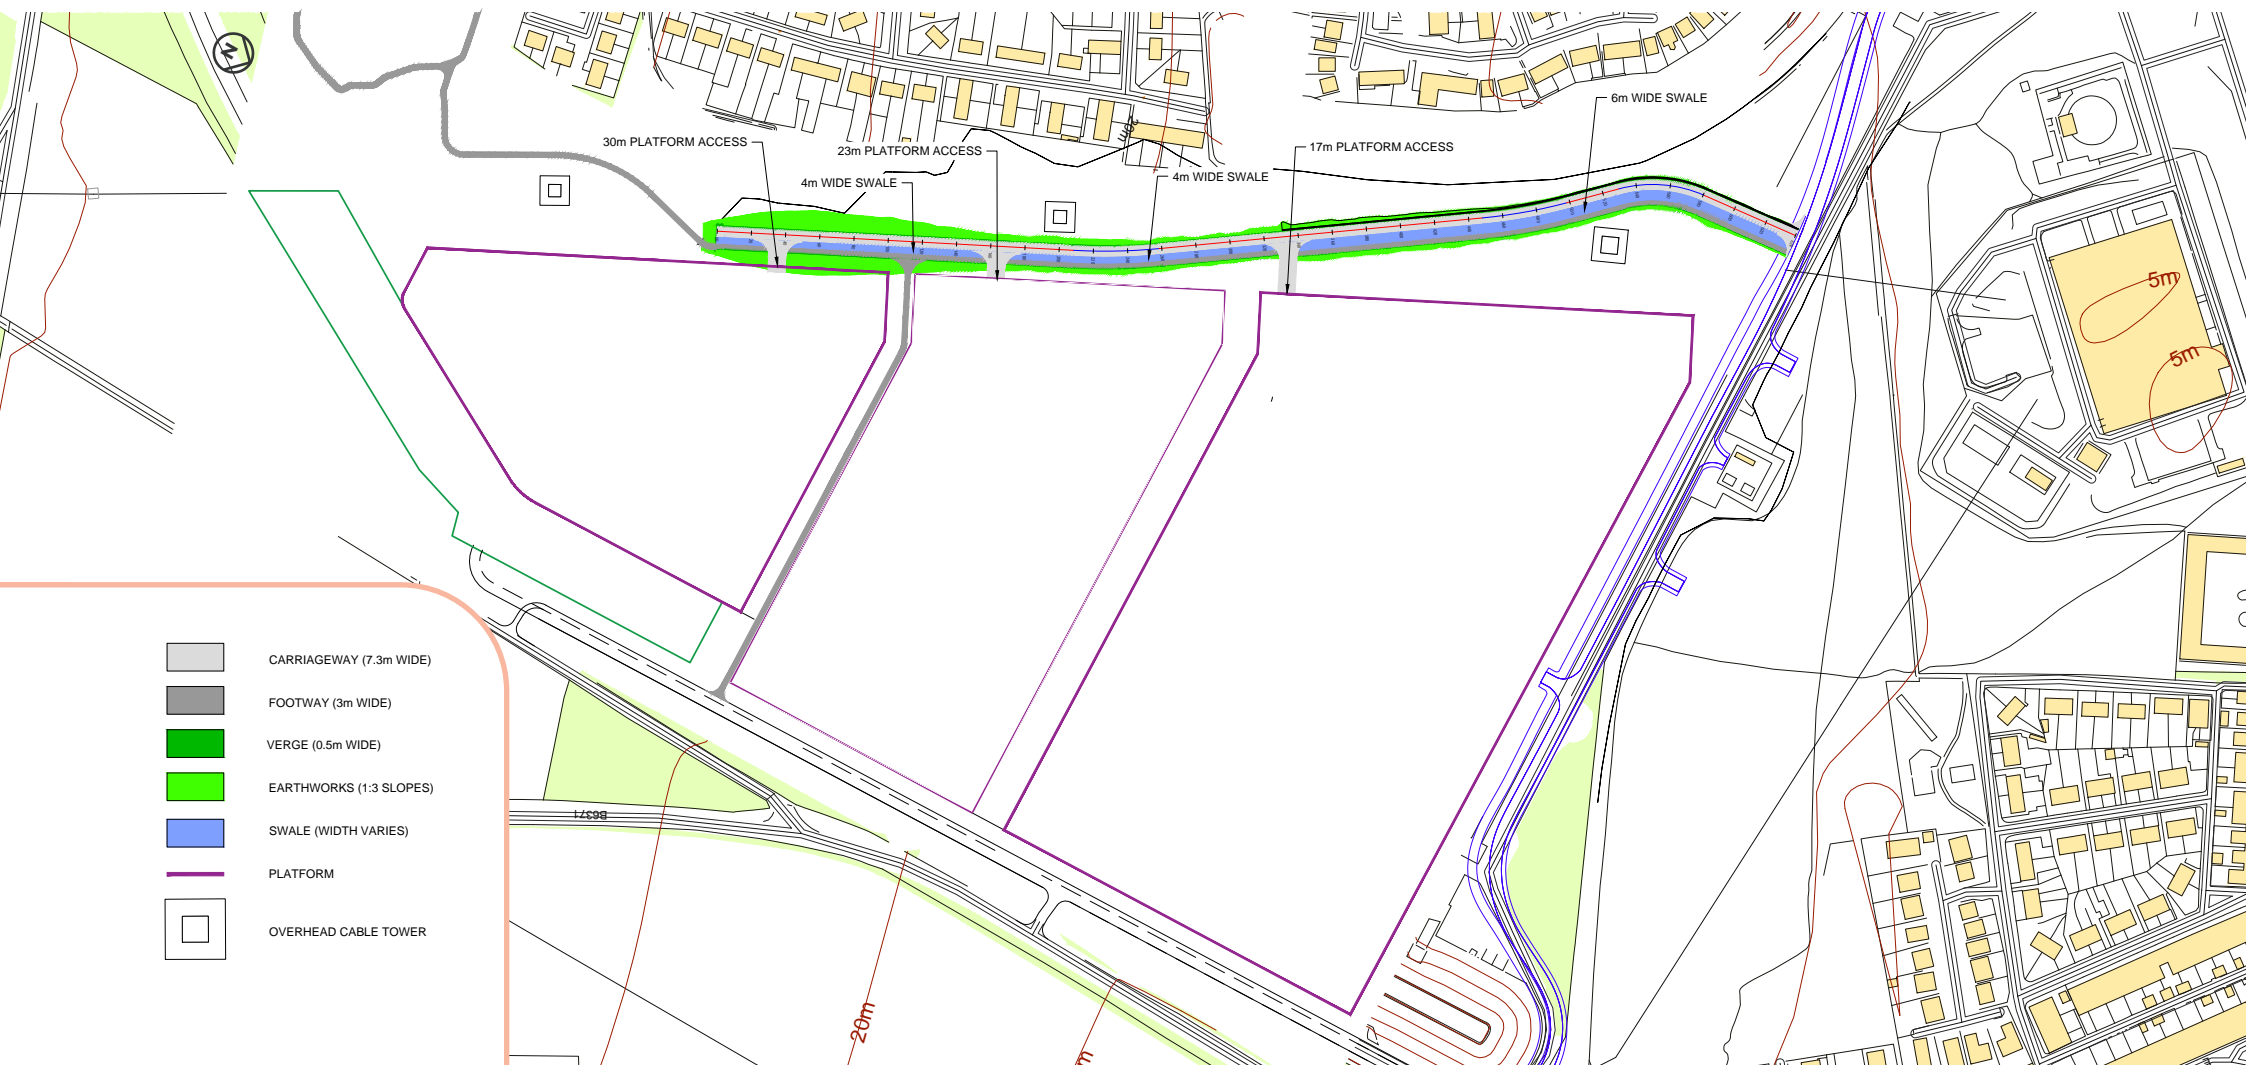 N
6m WIDE SWALE
20m
30m PLATFORM ACCESS
23m PLATFORM ACCESS
17m PLATFORM ACCESS
4m WIDE SWALE
4m WIDE SWALE
5m
5m
CARRIAGEWAY (7.3m WIDE)
FOOTWAY (3m WIDE)
VERGE (0.5m WIDE)
EARTHWORKS (1:3 SLOPES)
B6371
SWALE (WIDTH VARIES)
PLATFORM
OVERHEAD CABLE TOWER
20m
m